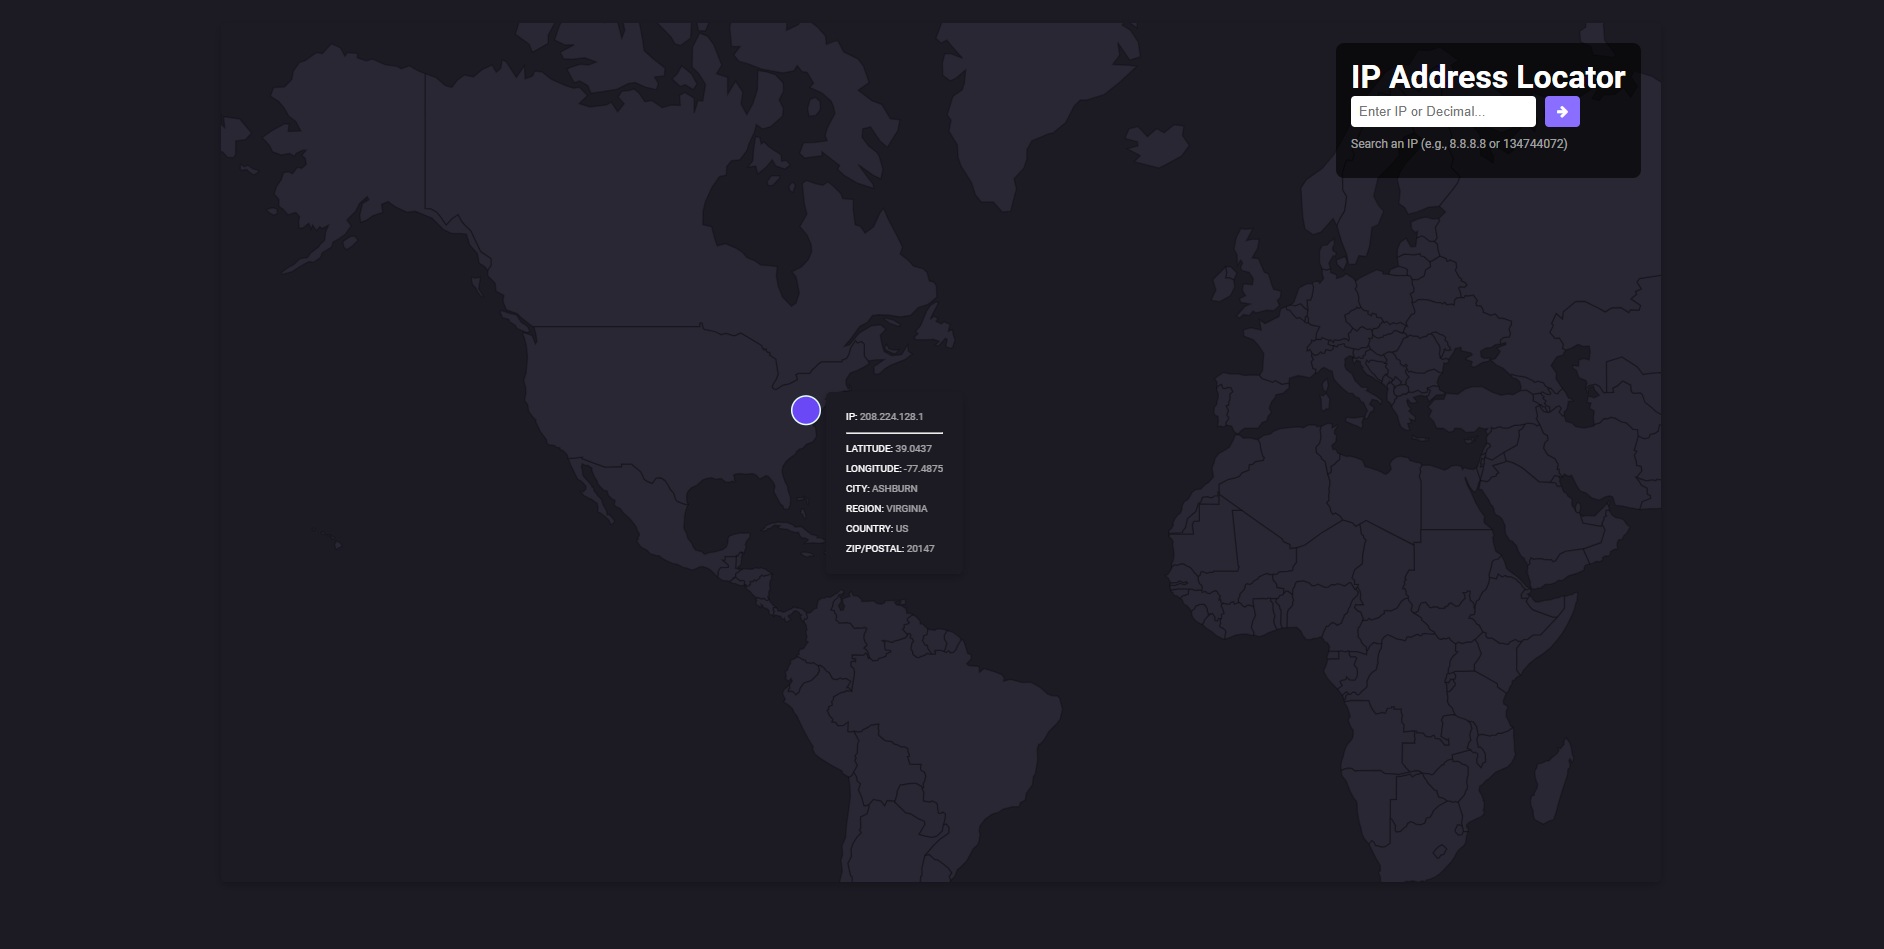 IP Address Locator
Enter IP or Decimal...
Search an IP (e.g., 8.8.8.8 or 134744072)
IP: 208.224.128.1
LATITUDE: 39.0437
LONGITUDE: -77.4875
CITY: ASHBURN
REGION: VIRGINIA
COUNTRY: US
ZIP/POSTAL: 20147